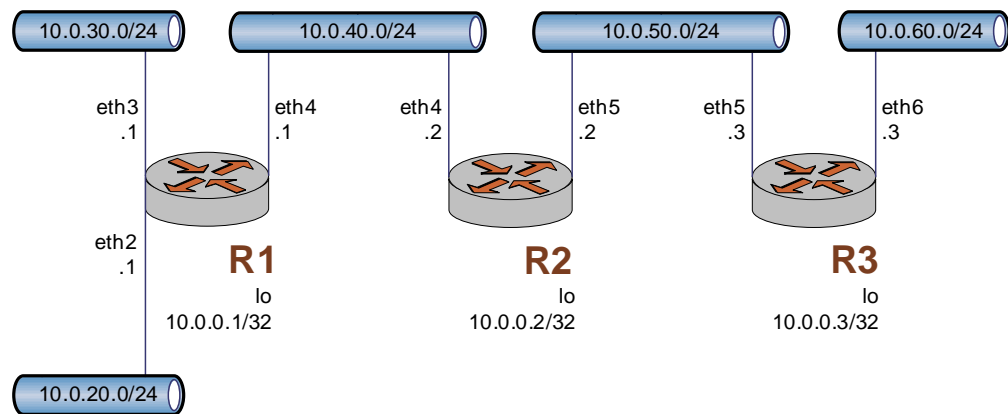 10.0.30.0/24
10.0.40.0/24
10.0.50.0/24
10.0.60.0/24
eth3
.1
eth4
.1
eth4
.2
eth5
.2
eth5
.3
eth6
.3
eth2
.1
R1
lo
10.0.0.1/32
R2
lo
10.0.0.2/32
R3
lo
10.0.0.3/32
10.0.20.0/24